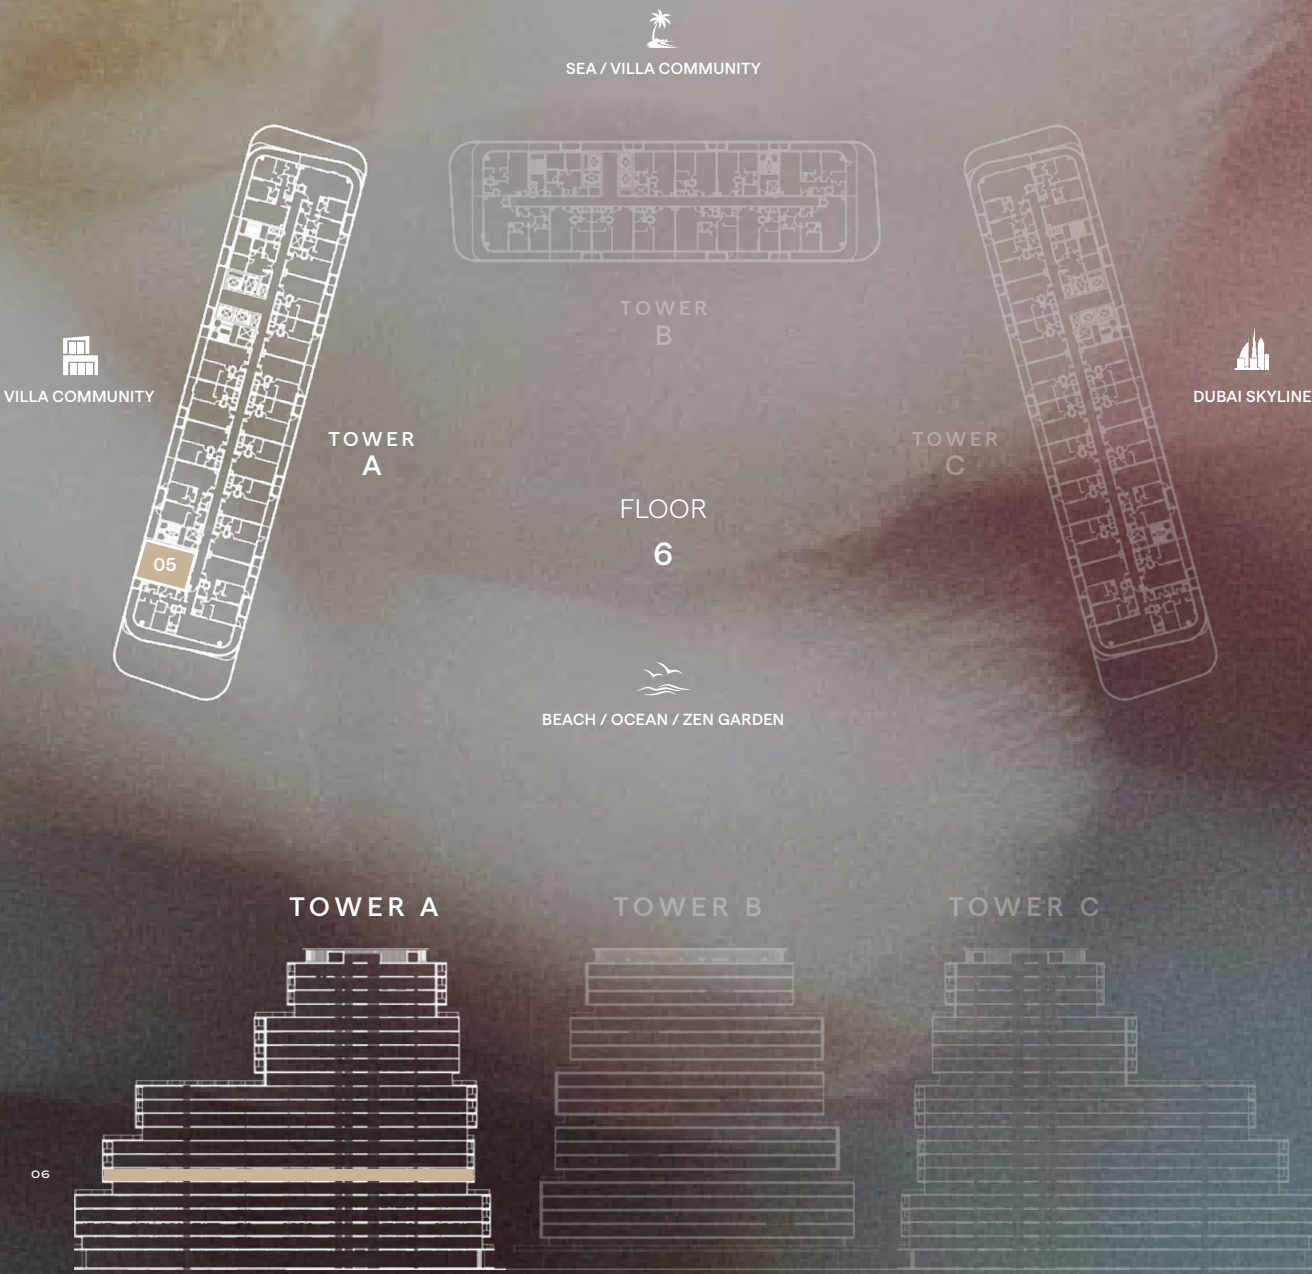 SEA / VILLA COMMUNITY
TOWER
B
VILLA COMMUNITY
DUBAI SKYLINE
TOWER
A
TOWER
C
FLOOR
6
05
BEACH / OCEAN / ZEN GARDEN
TOWER A
TOWER B
TOWER C
06